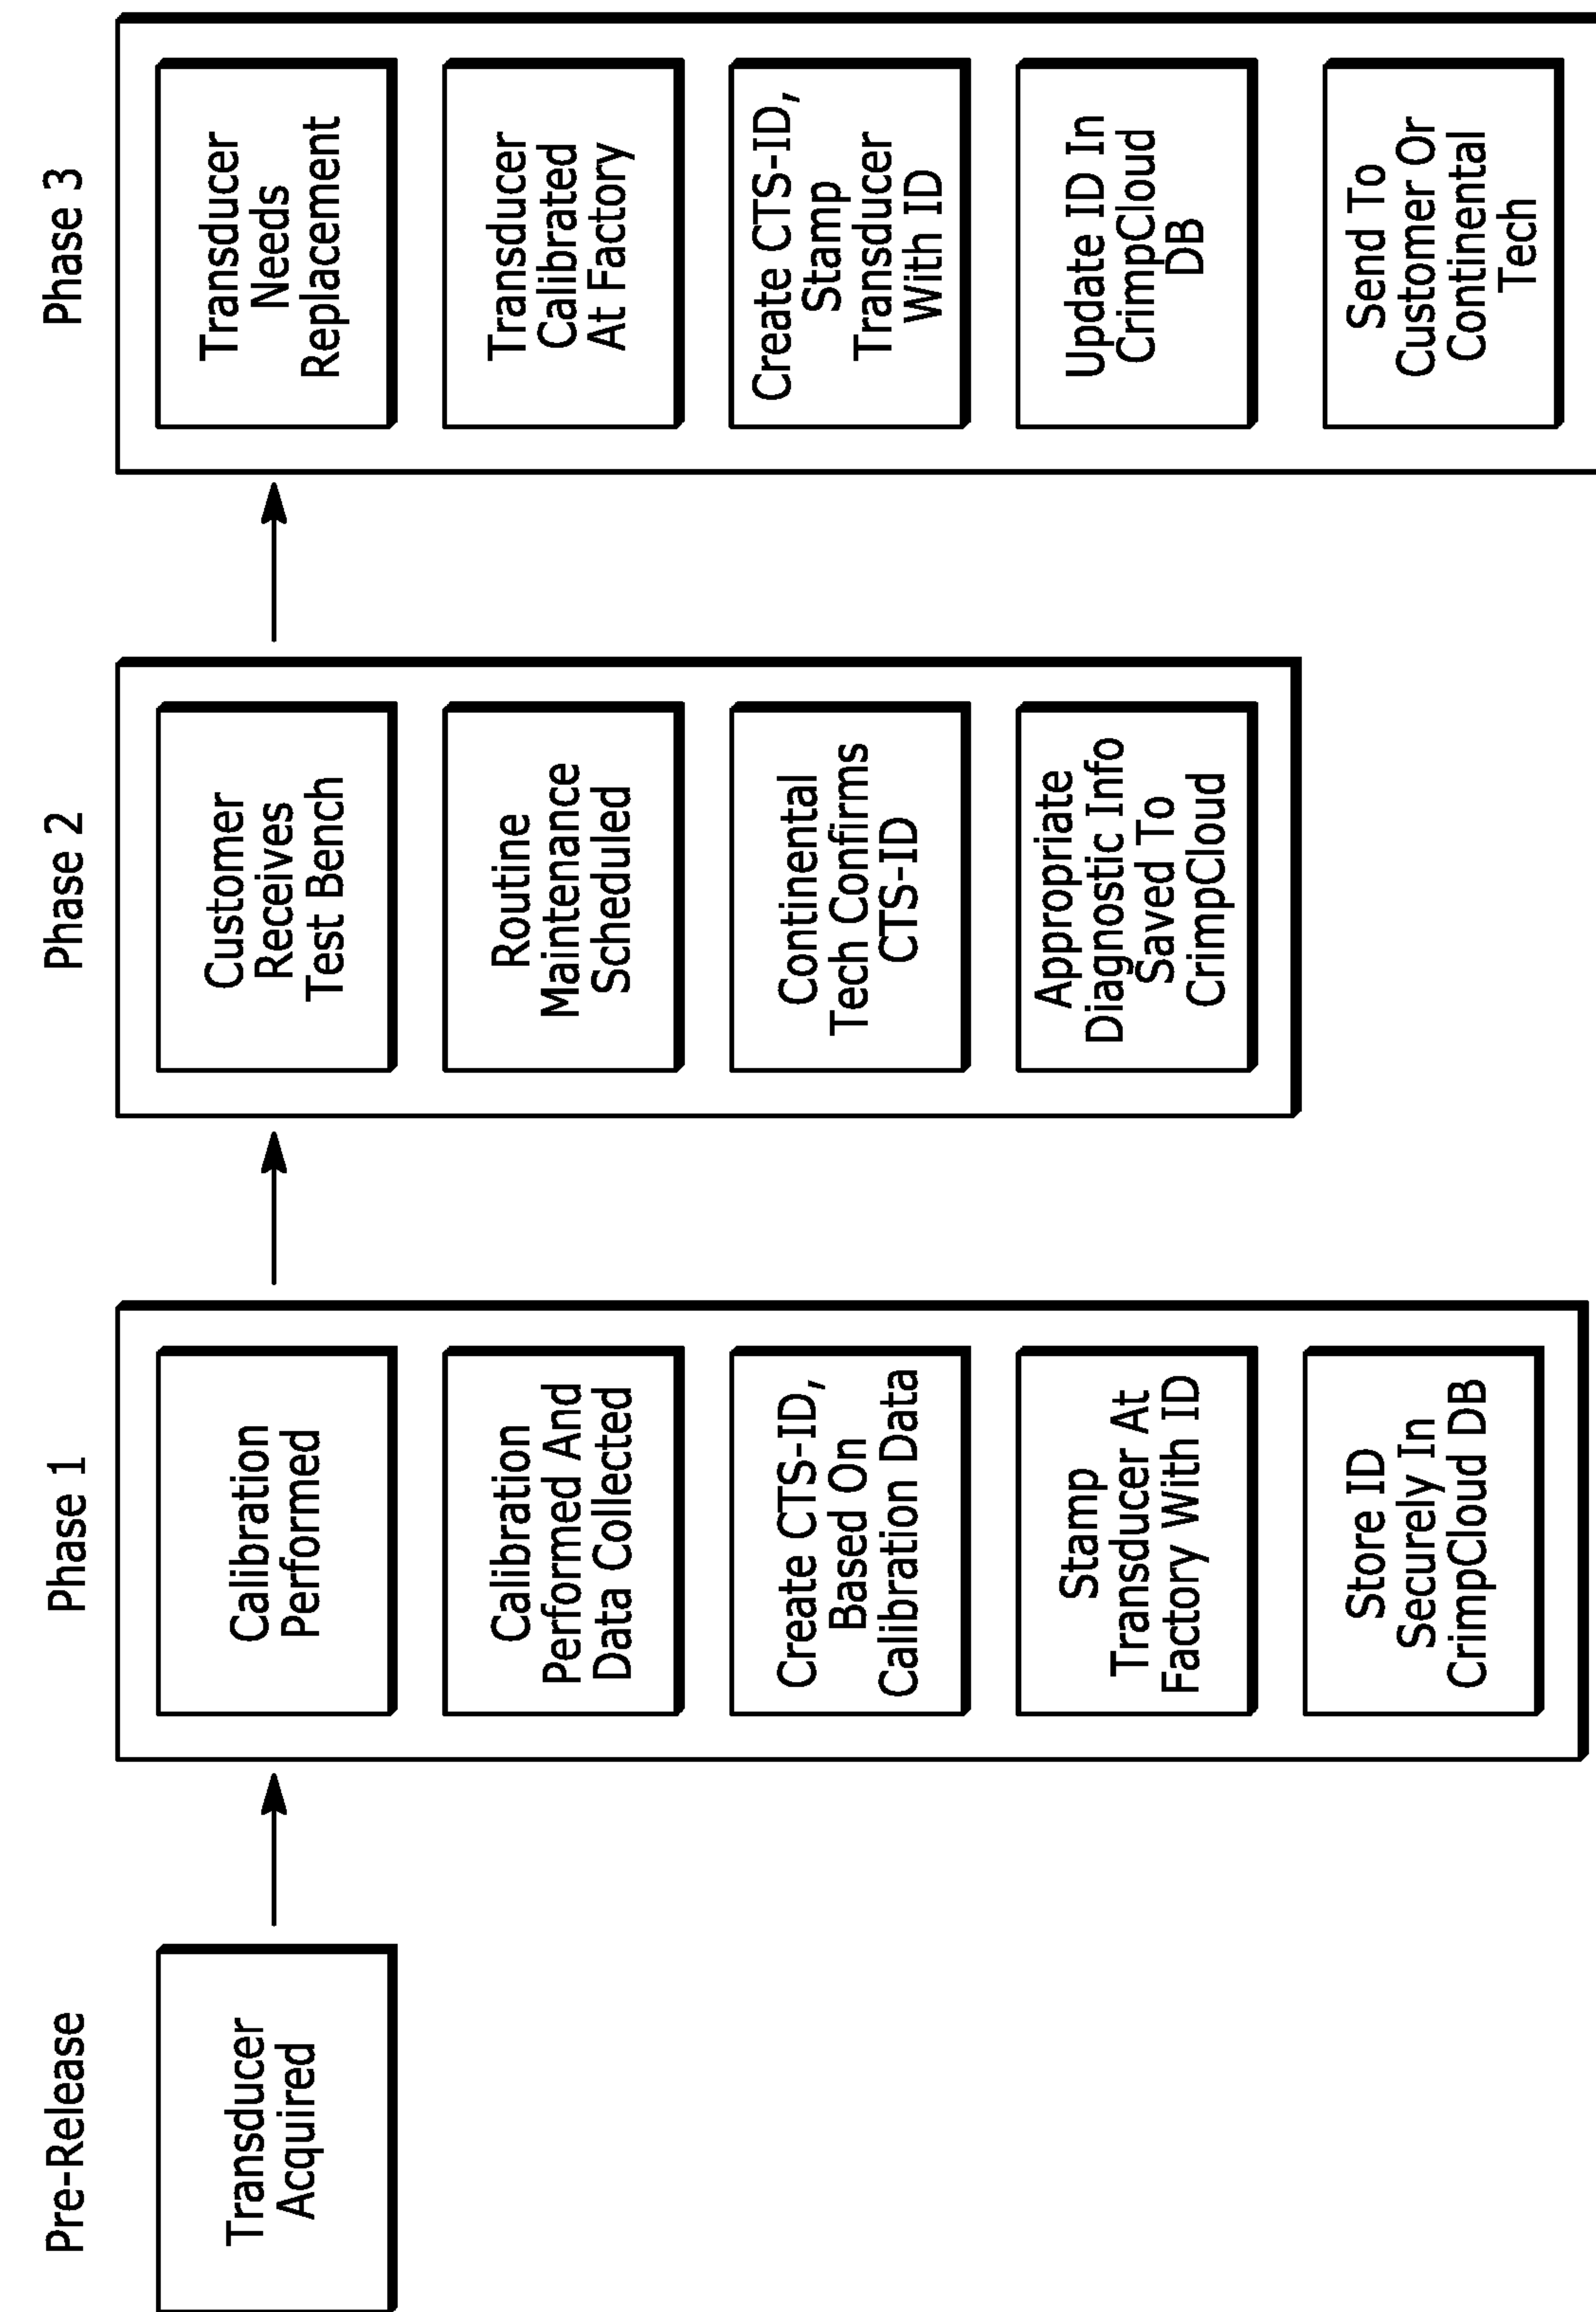 Pre-Release
Transducer
Acquired
Phase 1
Calibration
Performed
Calibration
Performed And
Data Collected
Create CTS-ID,
Based On
Calibration Data
Stamp
Transducer At
Factory With ID
Store ID
Securely In
CrimpCloud DB
Phase 2
Customer
Receives
Test Bench
Routine
Maintenance
Scheduled
Continental
Tech Confirms
CTS-ID
Appropriate
Diagnostic Info
Saved To
CrimpCloud
Phase 3
Transducer
Needs
Replacement
Transducer
Calibrated
At Factory
Create CTS-ID,
Stamp
Transducer
With ID
Update ID In
CrimpCloud
DB
Send To
Customer Or
Continental
Tech